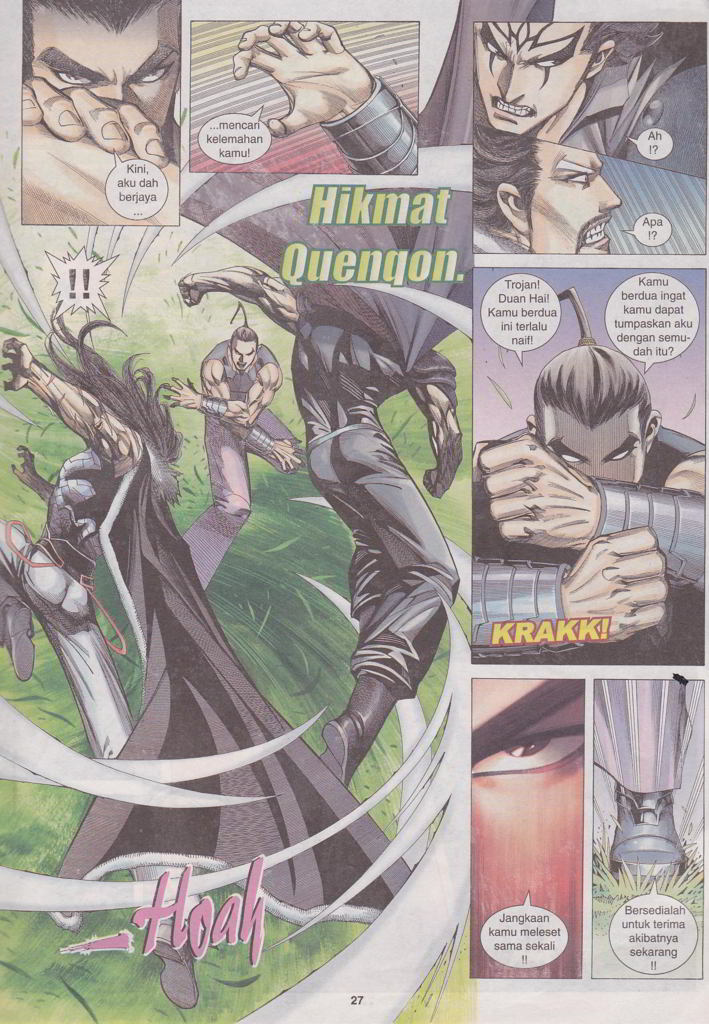 Kini,
aku dah
berjaya
...
...mencari
kelemahan
kamu!
Ah
!?
Apa
!?
Hikmat
Quenqon.
!!
Trojan!
Duan Hai!
Kamu berdua
ini terlalu
naif!
Kamu
berdua ingat
kamu dapat
tumpaskan aku
dengan semu-
dah itu?
KRAKK!
Jangkaan
kamu meleset
sama sekali
!!
Bersedialah
untuk terima
akibatnya
sekarang
!!
Hoah
27